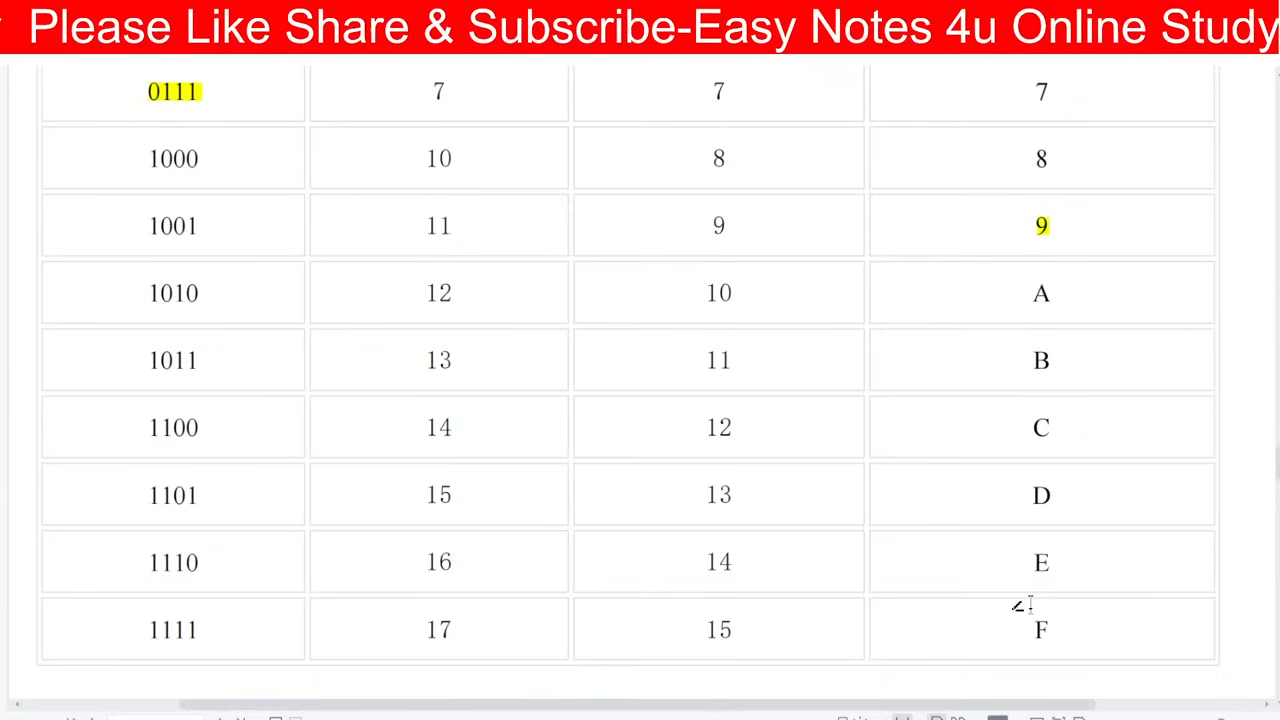 Please Like Share & Subscribe-Easy Notes 4u Online Study
0111 7 7 7
1000 10 8 8
1001 11 9 9
1010 12 10 A
1011 13 11 B
1100 14 12 C
1101 15 13 D
1110 16 14 E
1111 17 15 F